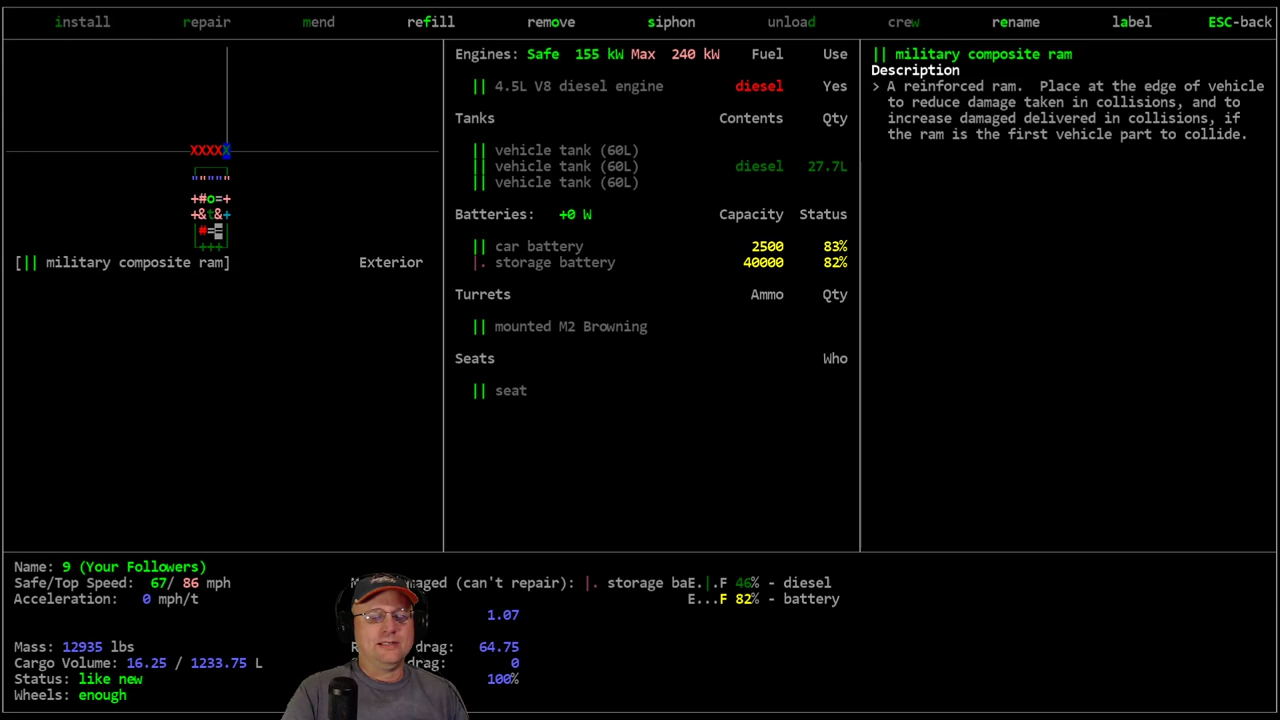 install repair mend refill remove siphon unload crew rename label ESC-back
XXXXX
"""""
+#o=+
+&t&+
#==
+++
[|| military composite ram] Exterior
Engines: Safe 155 kW Max 240 kW Fuel Use
|| 4.5L V8 diesel engine diesel Yes
Tanks Contents Qty
|| vehicle tank (60L)
|| vehicle tank (60L) diesel 27.7L
|| vehicle tank (60L)
Batteries: +0 W Capacity Status
|| car battery 2500 83%
|. storage battery 40000 82%
Turrets Ammo Qty
|| mounted M2 Browning
Seats Who
|| seat
|| military composite ram
Description
> A reinforced ram. Place at the edge of vehicle
to reduce damage taken in collisions, and to
increase damaged delivered in collisions, if
the ram is the first vehicle part to collide.
Name: 9 (Your Followers)
Safe/Top Speed: 67/ 86 mph
Acceleration: 0 mph/t
Mass: 12935 lbs
Cargo Volume: 16.25 / 1233.75 L
Status: like new
Wheels: enough
(can't repair): |. storage baE.|.F 46% - diesel
E...F 82% - battery
1.07
drag: 64.75
drag: 0
100%